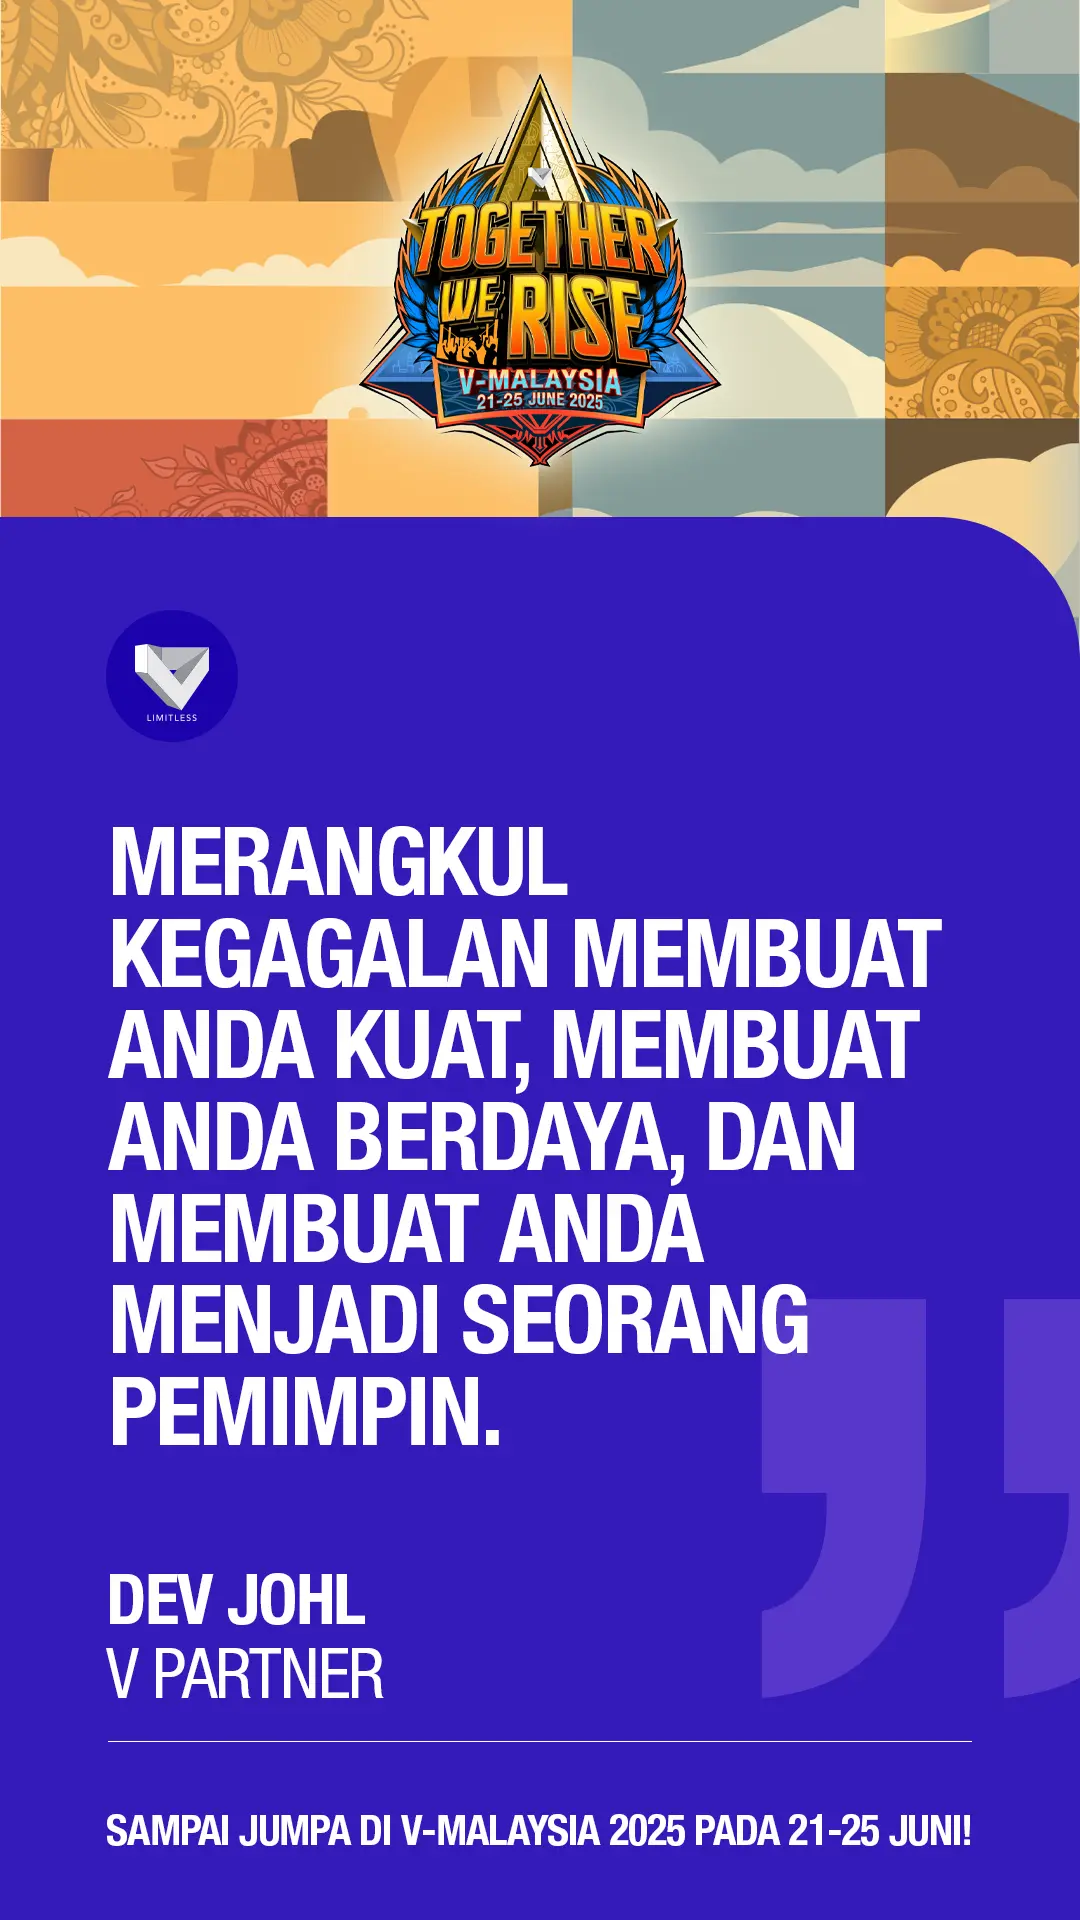 TOGETHER
WE RISE
V-MALAYSIA
21-25 JUNE 2025
LIMITLESS
MERANGKUL
KEGAGALAN MEMBUAT
ANDA KUAT, MEMBUAT
ANDA BERDAYA, DAN
MEMBUAT ANDA
MENJADI SEORANG
PEMIMPIN.
DEV JOHL
V PARTNER
SAMPAI JUMPA DI V-MALAYSIA 2025 PADA 21-25 JUNI!